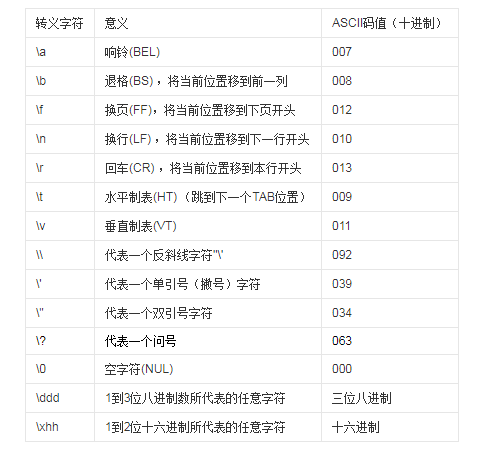 转义字符 意义 ASCII码值（十进制）
\a 响铃(BEL) 007
\b 退格(BS) ，将当前位置移到前一列 008
\f 换页(FF)，将当前位置移到下页开头 012
\n 换行(LF) ，将当前位置移到下一行开头 010
\r 回车(CR) ，将当前位置移到本行开头 013
\t 水平制表(HT) （跳到下一个TAB位置） 009
\v 垂直制表(VT) 011
\\ 代表一个反斜线字符''\' 092
\' 代表一个单引号（撇号）字符 039
\" 代表一个双引号字符 034
\? 代表一个问号 063
\0 空字符(NUL) 000
\ddd 1到3位八进制数所代表的任意字符 三位八进制
\xhh 1到2位十六进制所代表的任意字符 十六进制